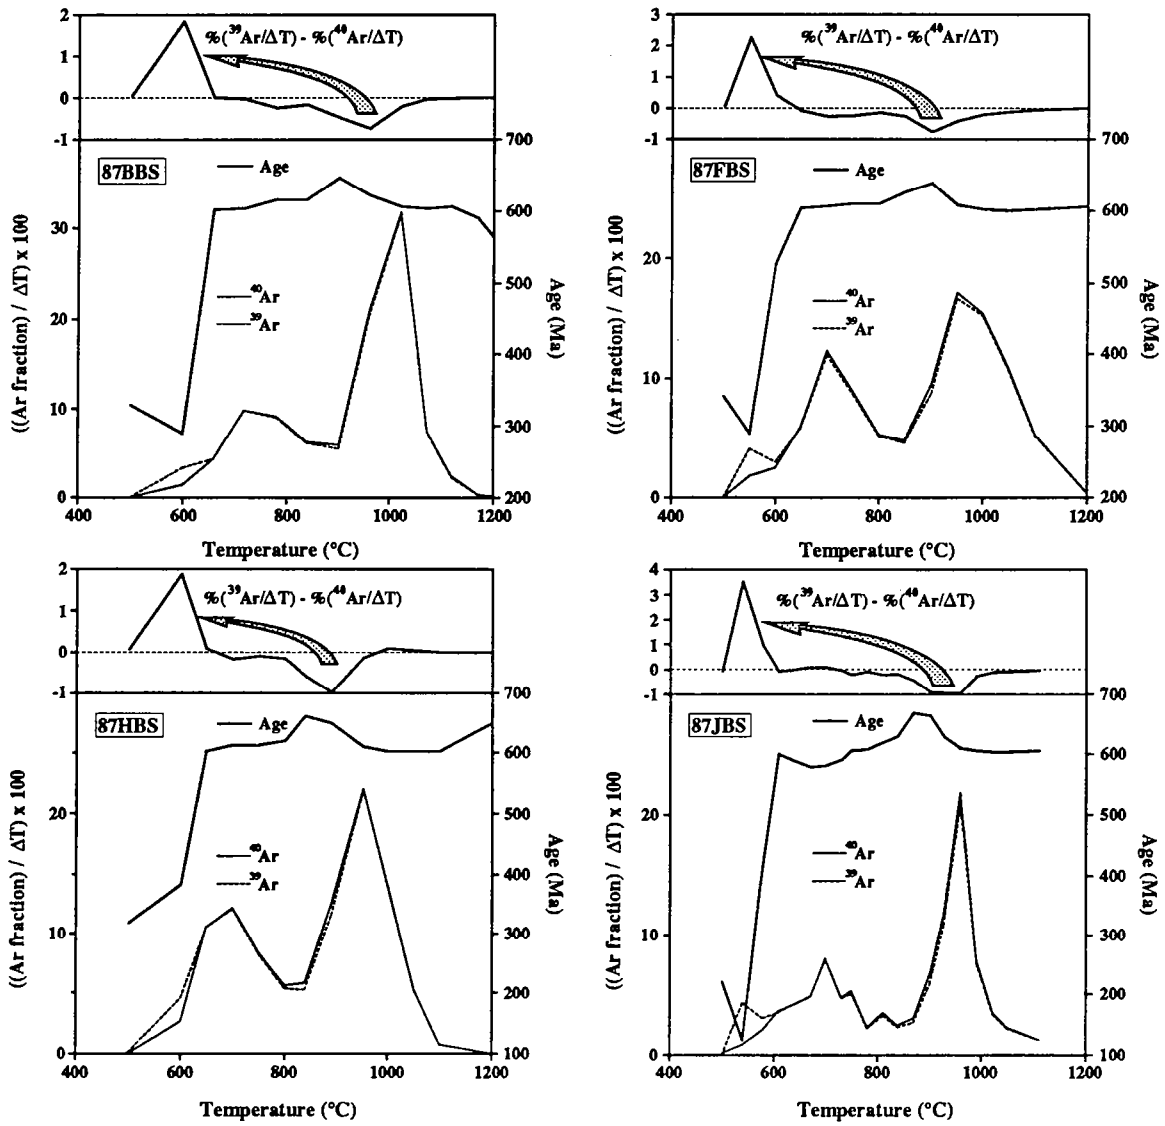 2
1
0
-1
%(³⁹Ar/ΔT) - %(⁴⁰Ar/ΔT)
700
600
500
400
300
200
30
20
10
0
87BBS
Age
⁴⁰Ar
³⁹Ar
((Ar fraction) / ΔT) x 100
Age (Ma)
400 600 800 1000 1200
Temperature (°C)
3
2
1
0
-1
%(³⁹Ar/ΔT) - %(⁴⁰Ar/ΔT)
700
600
500
400
300
200
20
10
0
87FBS
Age
⁴⁰Ar
³⁹Ar
((Ar fraction) / ΔT) x 100
Age (Ma)
400 600 800 1000 1200
Temperature (°C)
2
1
0
-1
%(³⁹Ar/ΔT) - %(⁴⁰Ar/ΔT)
700
600
500
400
300
200
100
20
10
0
87HBS
Age
⁴⁰Ar
³⁹Ar
((Ar fraction) / ΔT) x 100
Age (Ma)
400 600 800 1000 1200
Temperature (°C)
4
3
2
1
0
-1
%(³⁹Ar/ΔT) - %(⁴⁰Ar/ΔT)
700
600
500
400
300
200
100
20
10
0
87JBS
Age
⁴⁰Ar
³⁹Ar
((Ar fraction) / ΔT) x 100
Age (Ma)
400 600 800 1000 1200
Temperature (°C)